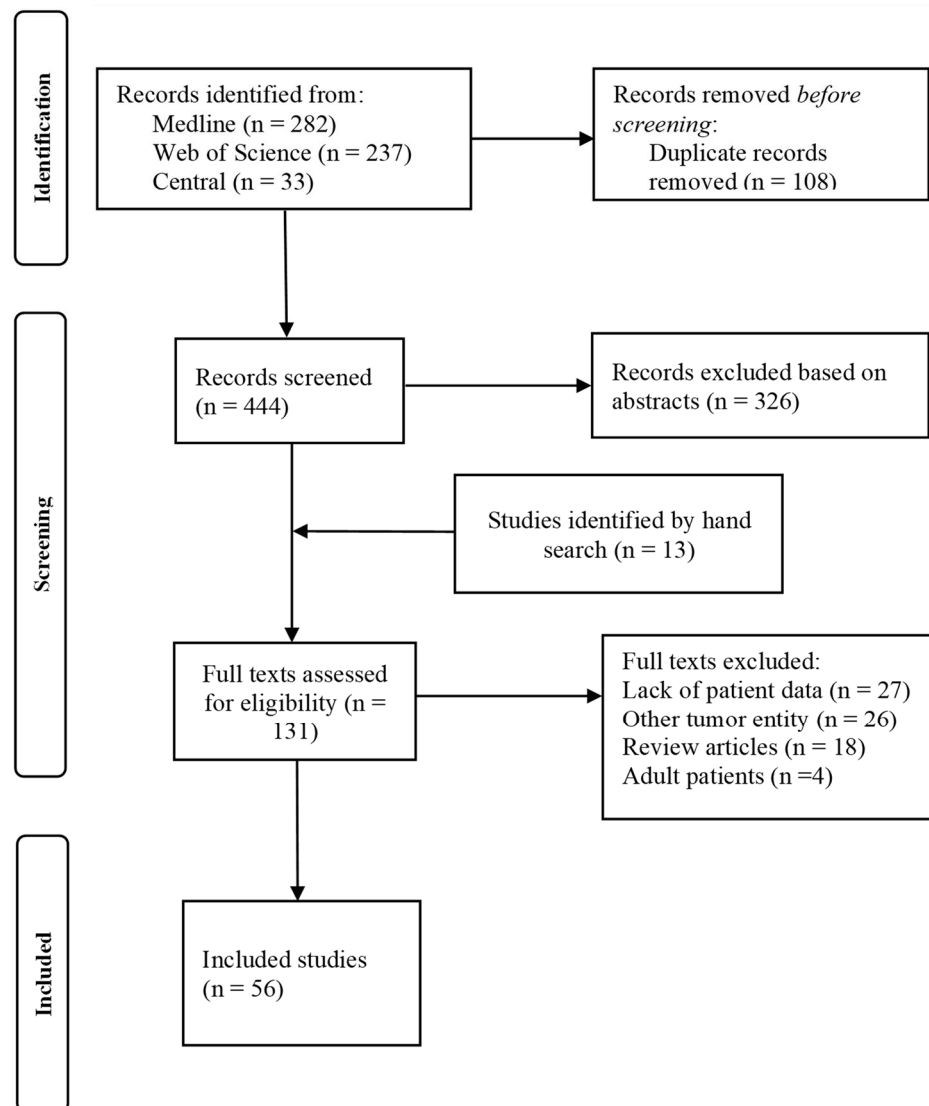 Identification
Records identified from:
Medline (n = 282)
Web of Science (n = 237)
Central (n = 33)
Records removed before
screening:
Duplicate records
removed (n = 108)
Screening
Records screened
(n = 444)
Records excluded based on
abstracts (n = 326)
Studies identified by hand
search (n = 13)
Full texts assessed
for eligibility (n =
131)
Full texts excluded:
Lack of patient data (n = 27)
Other tumor entity (n = 26)
Review articles (n = 18)
Adult patients (n =4)
Included
Included studies
(n = 56)